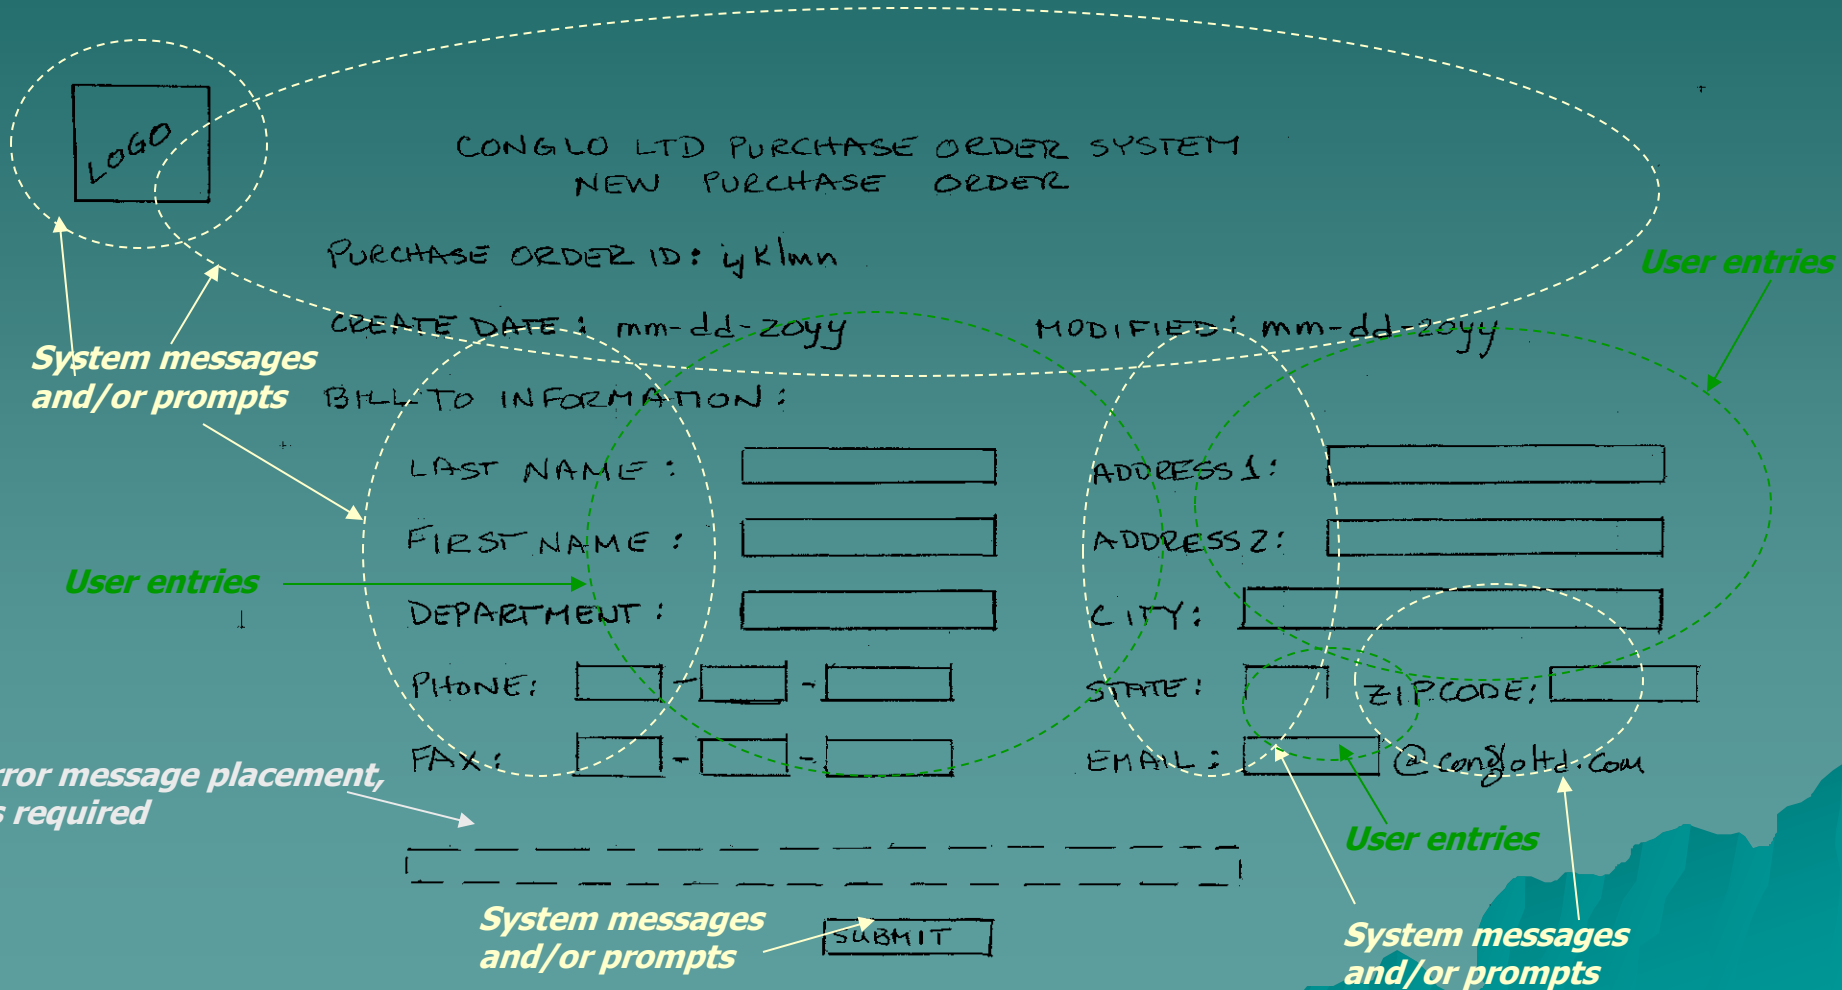 LOGO
CONGLO LTD PURCHASE ORDER SYSTEM
NEW PURCHASE ORDER
PURCHASE ORDER ID: ijklmn
User entries
CREATE DATE: mm-dd-20yy MODIFIED: mm-dd-20yy
System messages
and/or prompts
BILL TO INFORMATION:
LAST NAME: ADDRESS 1:
FIRST NAME: ADDRESS 2:
User entries
DEPARTMENT: CITY:
PHONE: - - STATE: ZIPCODE:
FAX: - - EMAIL: @congloltd.com
rror message placement,
s required
User entries
System messages
and/or prompts
SUBMIT
System messages
and/or prompts